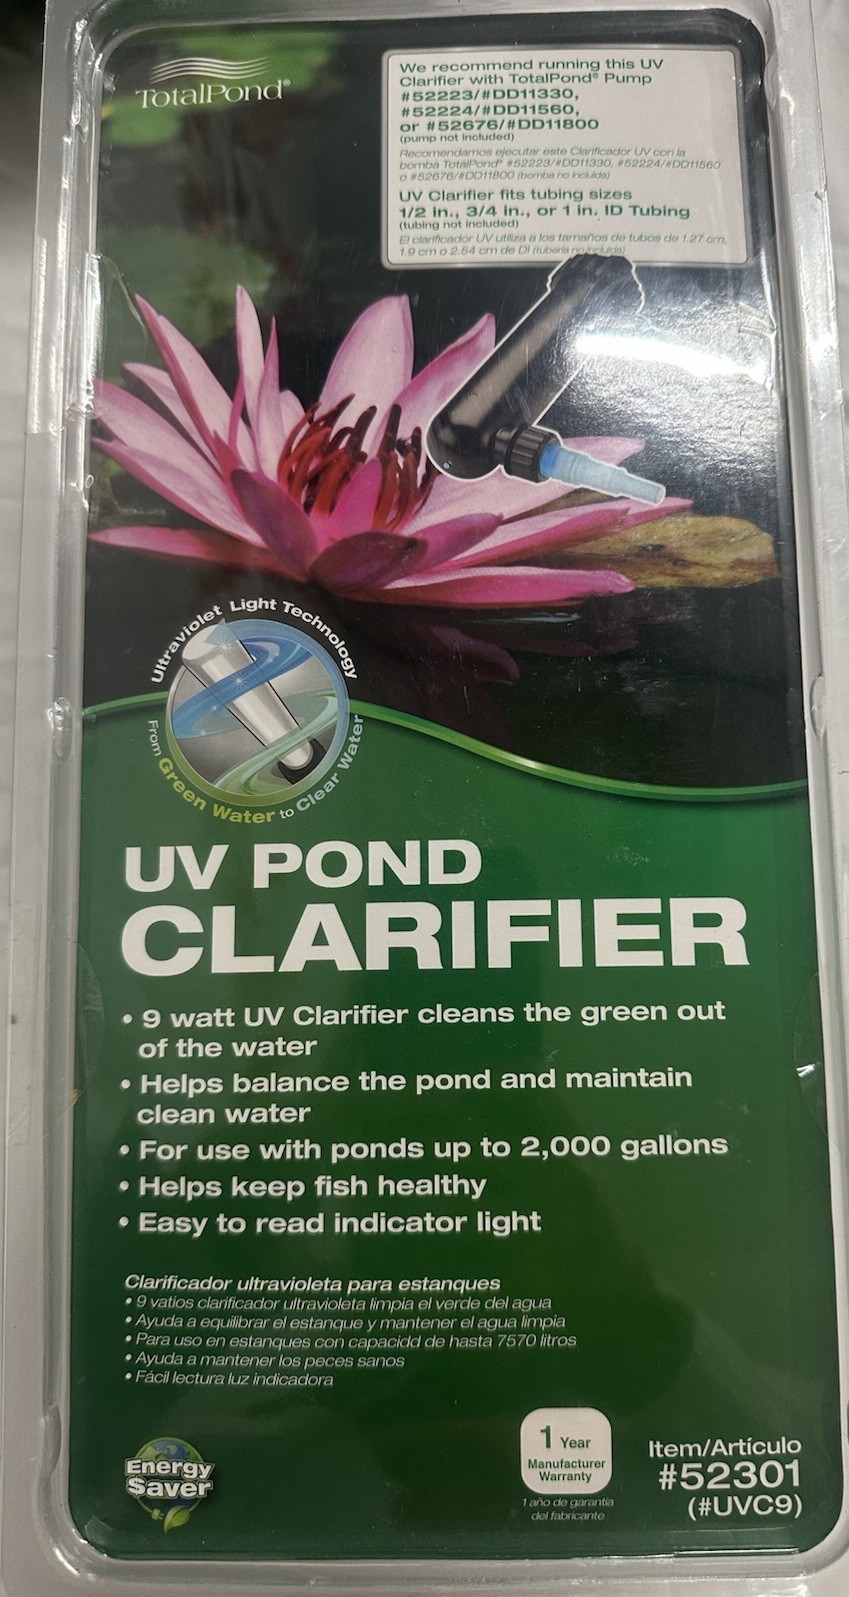 TotalPond®
We recommend running this UV
Clarifier with TotalPond® Pump
#52223/#DD11330,
#52224/#DD11560,
or #52676/#DD11800
(pump not included)
Recomendamos ejecutar este Clarificador UV con la
bomba TotalPond® #52223/#DD11330, #52224/#DD11560
o #52676/#DD11800 (bomba no incluida)
UV Clarifier fits tubing sizes
1/2 in., 3/4 in., or 1 in. ID Tubing
(tubing not included)
El clarificador UV utiliza a los tamaños de tubos de 1.27 cm,
1.9 cm o 2.54 cm de DI (tubería no incluida)
Ultraviolet Light Technology
From Green Water to Clear Water
UV POND
CLARIFIER
• 9 watt UV Clarifier cleans the green out
of the water
• Helps balance the pond and maintain
clean water
• For use with ponds up to 2,000 gallons
• Helps keep fish healthy
• Easy to read indicator light
Clarificador ultravioleta para estanques
• 9 vatios clarificador ultravioleta limpia el verde del agua
• Ayuda a equilibrar el estanque y mantener el agua limpia
• Para uso en estanques con capacidd de hasta 7570 litros
• Ayuda a mantener los peces sanos
• Fácil lectura luz indicadora
Energy
$aver
1 Year
Manufacturer
Warranty
1 año de garantía
del fabricante
Item/Artículo
#52301
(#UVC9)